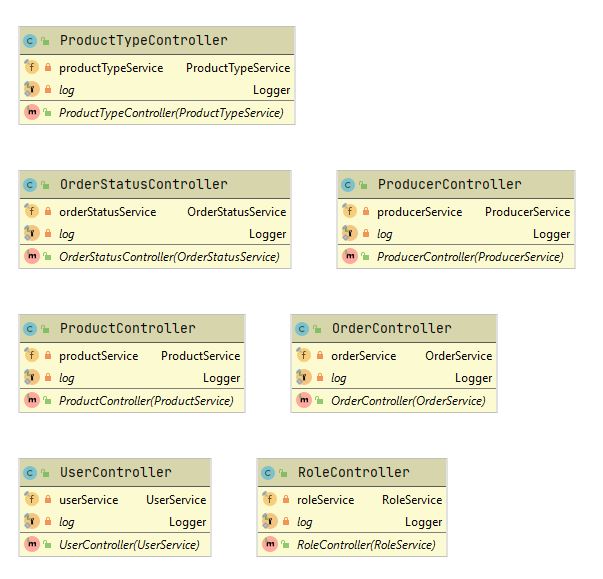 ProductTypeController
productTypeService ProductTypeService
log Logger
ProductTypeController(ProductTypeService)
OrderStatusController
orderStatusService OrderStatusService
log Logger
OrderStatusController(OrderStatusService)
ProducerController
producerService ProducerService
log Logger
ProducerController(ProducerService)
ProductController
productService ProductService
log Logger
ProductController(ProductService)
OrderController
orderService OrderService
log Logger
OrderController(OrderService)
UserController
userService UserService
log Logger
UserController(UserService)
RoleController
roleService RoleService
log Logger
RoleController(RoleService)